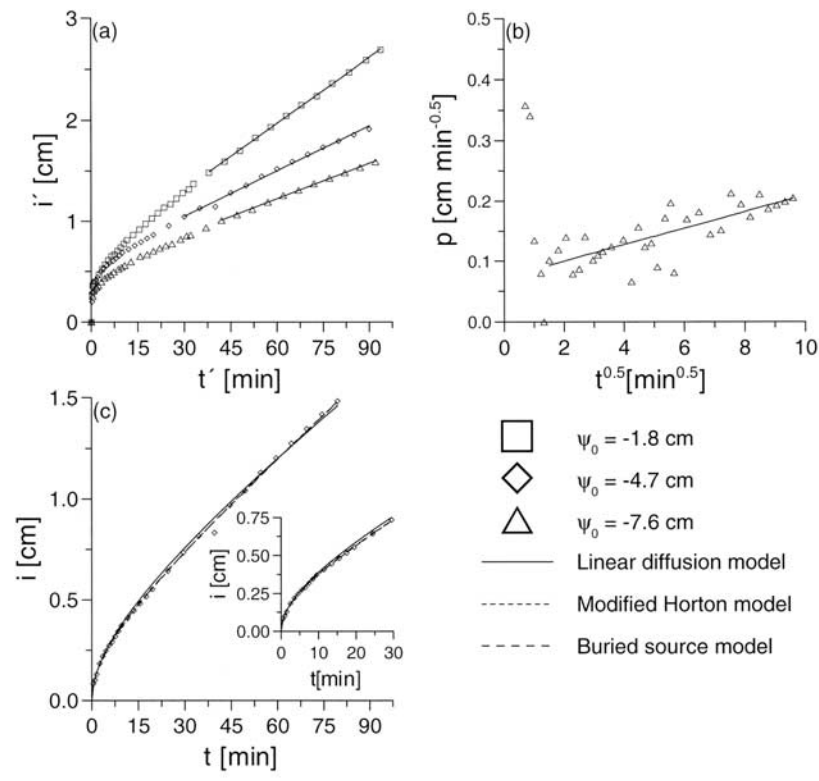 (a)
3
2
1
0
i´ [cm]
0 15 30 45 60 75 90
t´ [min]
(b)
0.5
0.4
0.3
0.2
0.1
0.0
p [cm min-0.5]
0 2 4 6 8 10
t0.5[min0.5]
(c)
1.5
1.0
0.5
0.0
i [cm]
0 15 30 45 60 75 90
t [min]
0.75
0.50
0.25
0.00
i [cm]
0 10 20 30
t[min]
ψ0 = -1.8 cm
ψ0 = -4.7 cm
ψ0 = -7.6 cm
Linear diffusion model
Modified Horton model
Buried source model